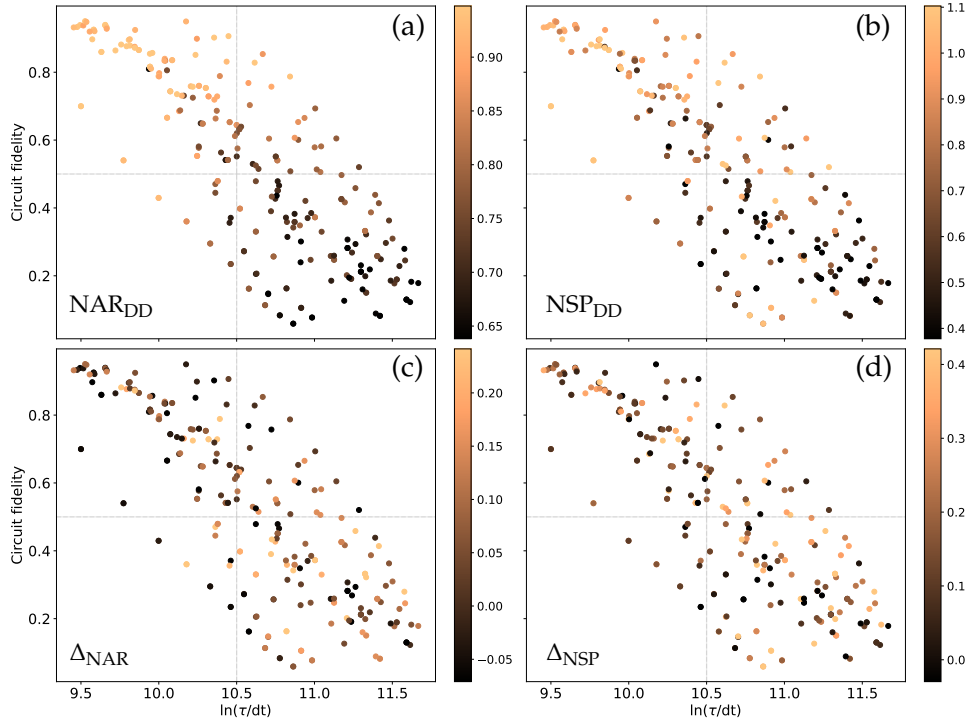 (a)
Circuit fidelity
0.8
0.6
0.4
0.2
NAR_DD
0.90
0.85
0.80
0.75
0.70
0.65
(b)
NSP_DD
1.1
1.0
0.9
0.8
0.7
0.6
0.5
0.4
(c)
Circuit fidelity
0.8
0.6
0.4
0.2
Δ_NAR
9.5 10.0 10.5 11.0 11.5
ln(τ/dt)
0.20
0.15
0.10
0.05
0.00
−0.05
(d)
Δ_NSP
9.5 10.0 10.5 11.0 11.5
ln(τ/dt)
0.4
0.3
0.2
0.1
0.0